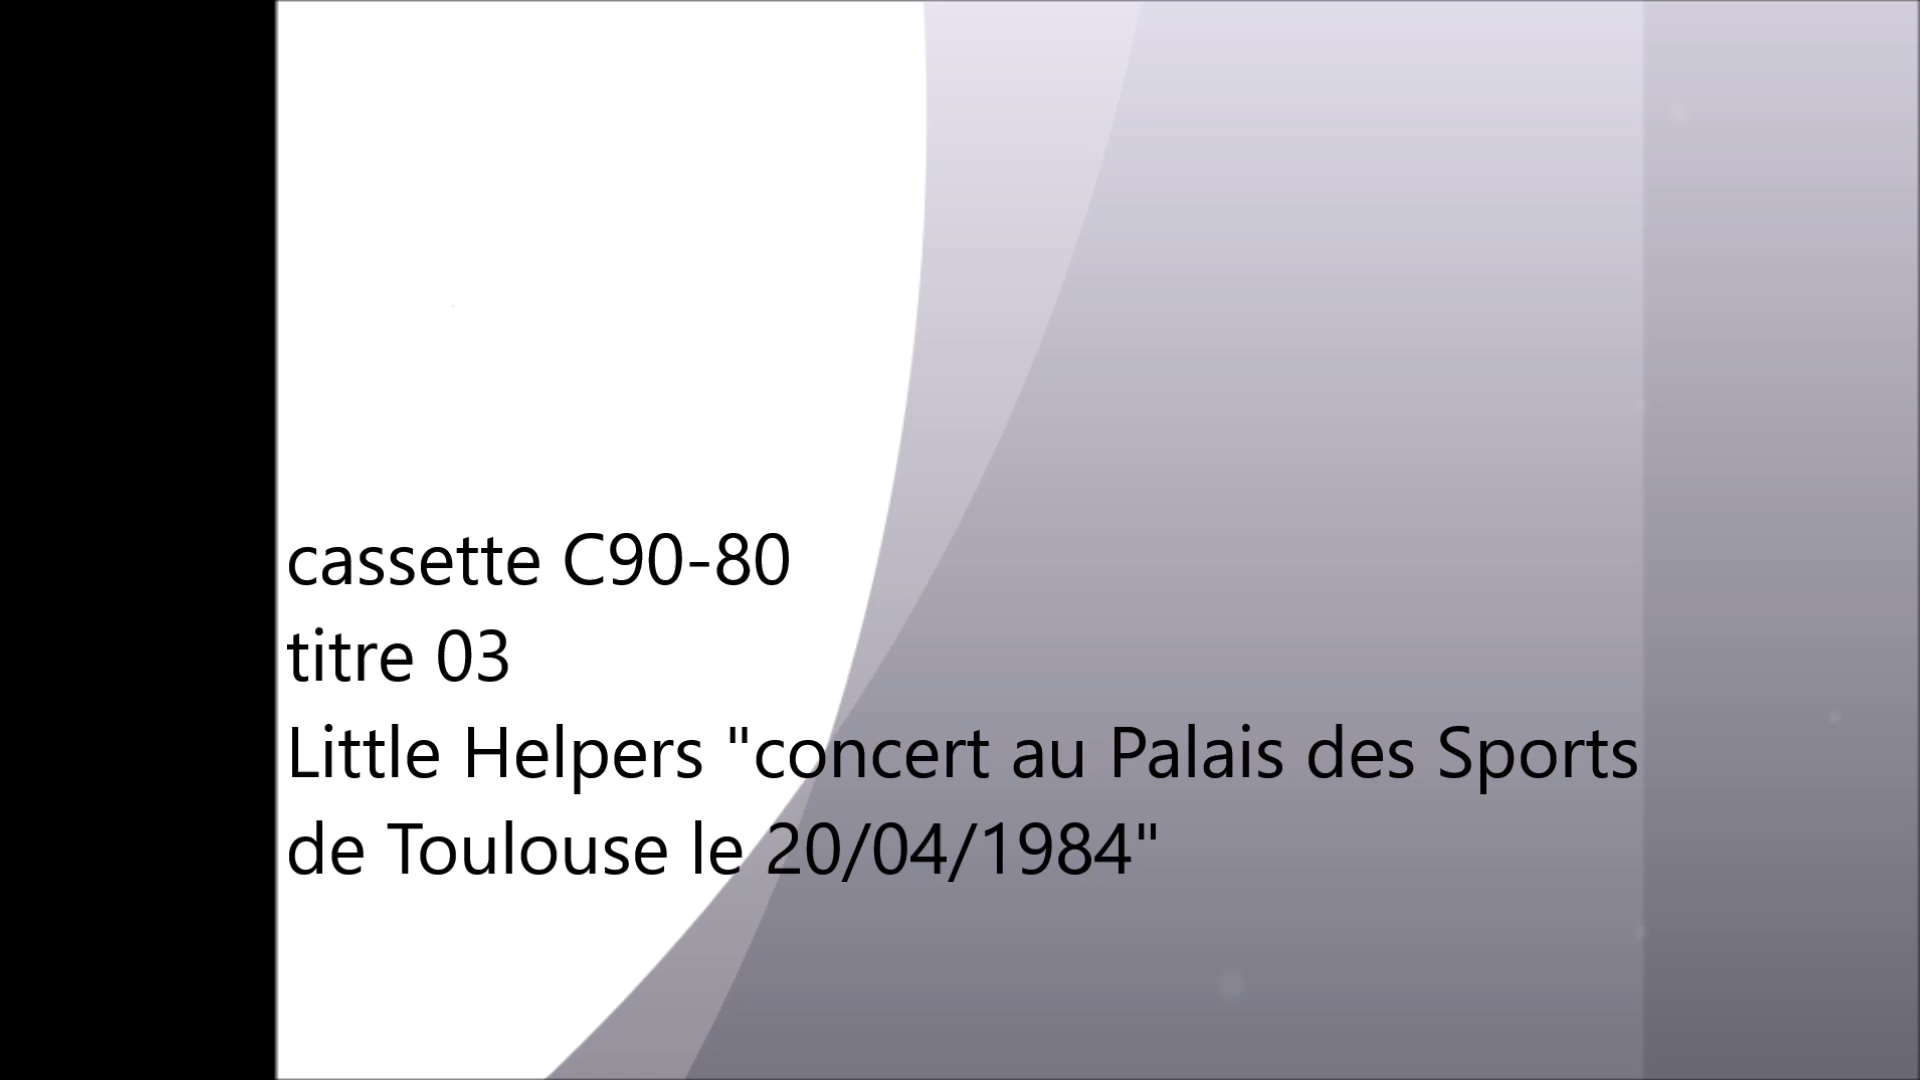 cassette C90-80
titre 03
Little Helpers "concert au Palais des Sports
de Toulouse le 20/04/1984"